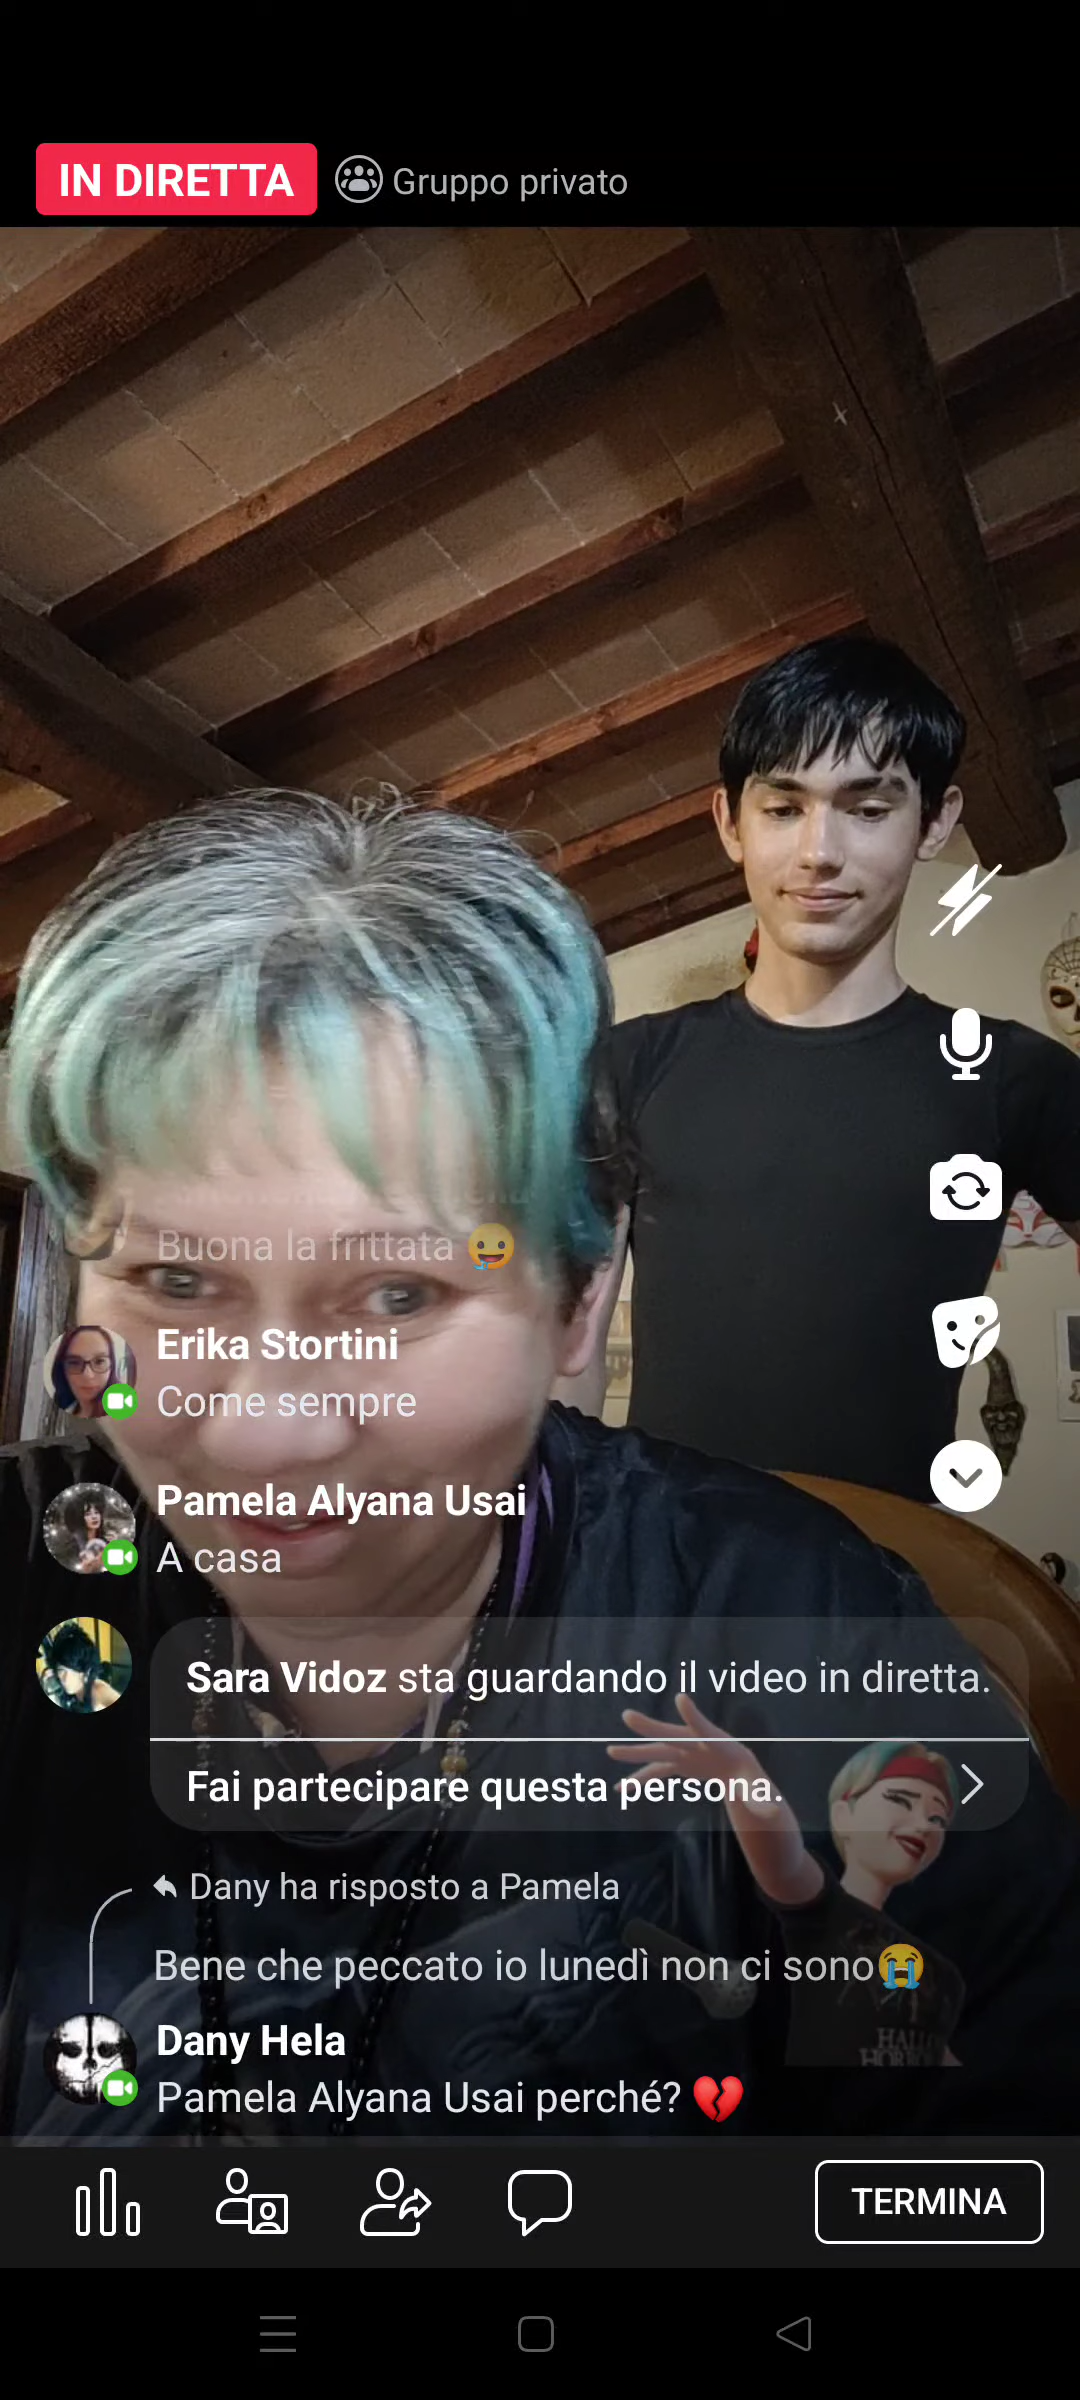 IN DIRETTA
Gruppo privato
Buona la frittata 🤤
Erika Stortini
Come sempre
Pamela Alyana Usai
A casa
Sara Vidoz sta guardando il video in diretta.
Fai partecipare questa persona.
Dany ha risposto a Pamela
Bene che peccato io lunedì non ci sono😭
Dany Hela
Pamela Alyana Usai perché? 💔
TERMINA